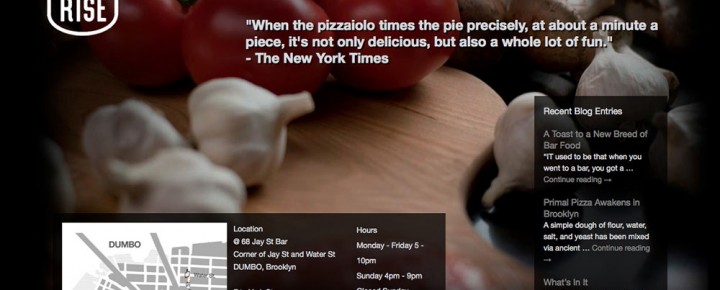 RISE
"When the pizzaiolo times the pie precisely, at about a minute a
piece, it's not only delicious, but also a whole lot of fun."
- The New York Times
Recent Blog Entries
A Toast to a New Breed of
Bar Food
"IT used to be that when you
went to a bar, you got a ...
Continue reading →
Primal Pizza Awakens in
Brooklyn
A simple dough of flour, water,
salt, and yeast has been mixed
via ancient ... Continue reading
→
What's In It
DUMBO
Location
@ 68 Jay St Bar
Corner of Jay St and Water St
DUMBO, Brooklyn
Hours
Monday - Friday 5 -
10pm
Sunday 4pm - 9pm